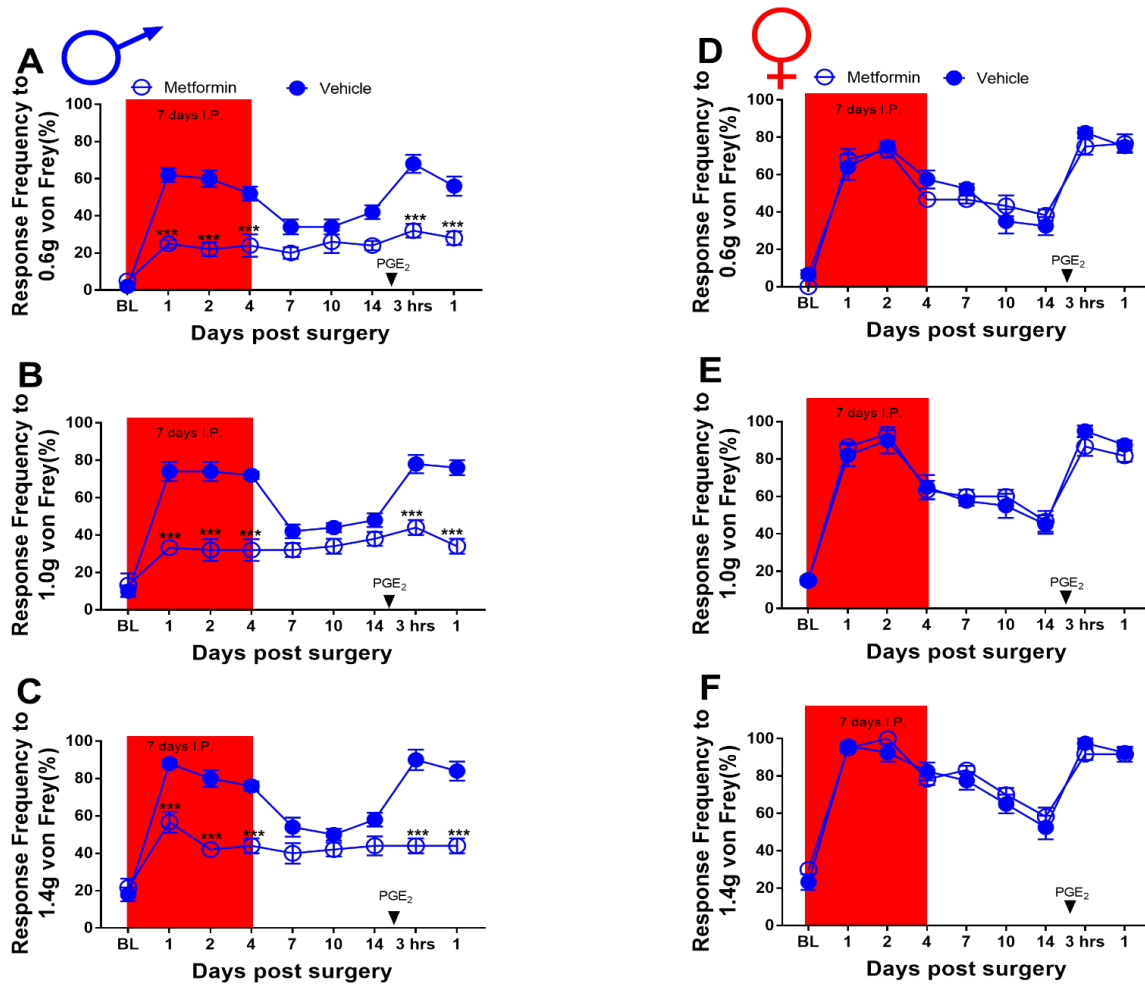 A
Metformin Vehicle
7 days I.P.
Response Frequency to
0.6g von Frey(%)
100
80
60
40
20
0
*** *** *** *** ***
PGE2
BL 1 2 4 7 10 14 3 hrs 1
Days post surgery
B
7 days I.P.
Response Frequency to
1.0g von Frey(%)
100
80
60
40
20
0
*** *** *** *** ***
PGE2
BL 1 2 4 7 10 14 3 hrs 1
Days post surgery
C
7 days I.P.
Response Frequency to
1.4g von Frey(%)
100
80
60
40
20
0
*** *** *** *** ***
PGE2
BL 1 2 4 7 10 14 3 hrs 1
Days post surgery
D
Metformin Vehicle
7 days I.P.
Response Frequency to
0.6g von Frey(%)
100
80
60
40
20
0
PGE2
BL 1 2 4 7 10 14 3 hrs 1
Days post surgery
E
7 days I.P.
Response Frequency to
1.0g von Frey(%)
100
80
60
40
20
0
PGE2
BL 1 2 4 7 10 14 3 hrs 1
Days post surgery
F
7 days I.P.
Response Frequency to
1.4g von Frey(%)
100
80
60
40
20
0
PGE2
BL 1 2 4 7 10 14 3 hrs 1
Days post surgery